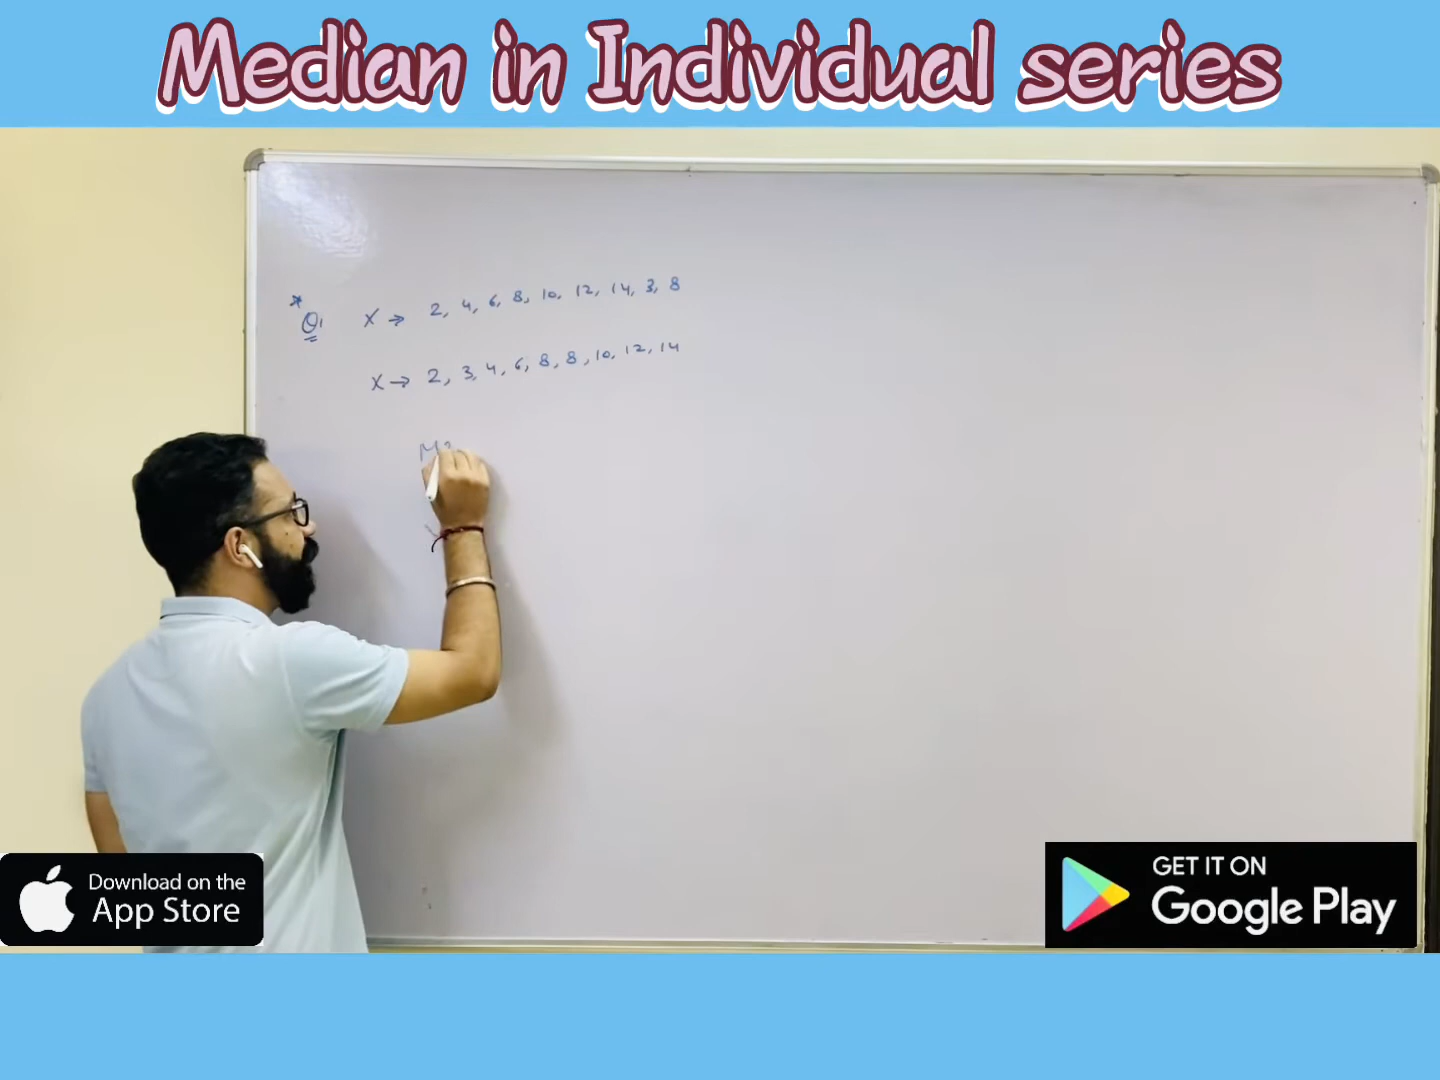 Median in Individual series
* Q1 X → 2, 4, 6, 8, 10, 12, 14, 3, 8
X → 2, 3, 4, 6, 8, 8, 10, 12, 14
Download on the
App Store
GET IT ON
Google Play